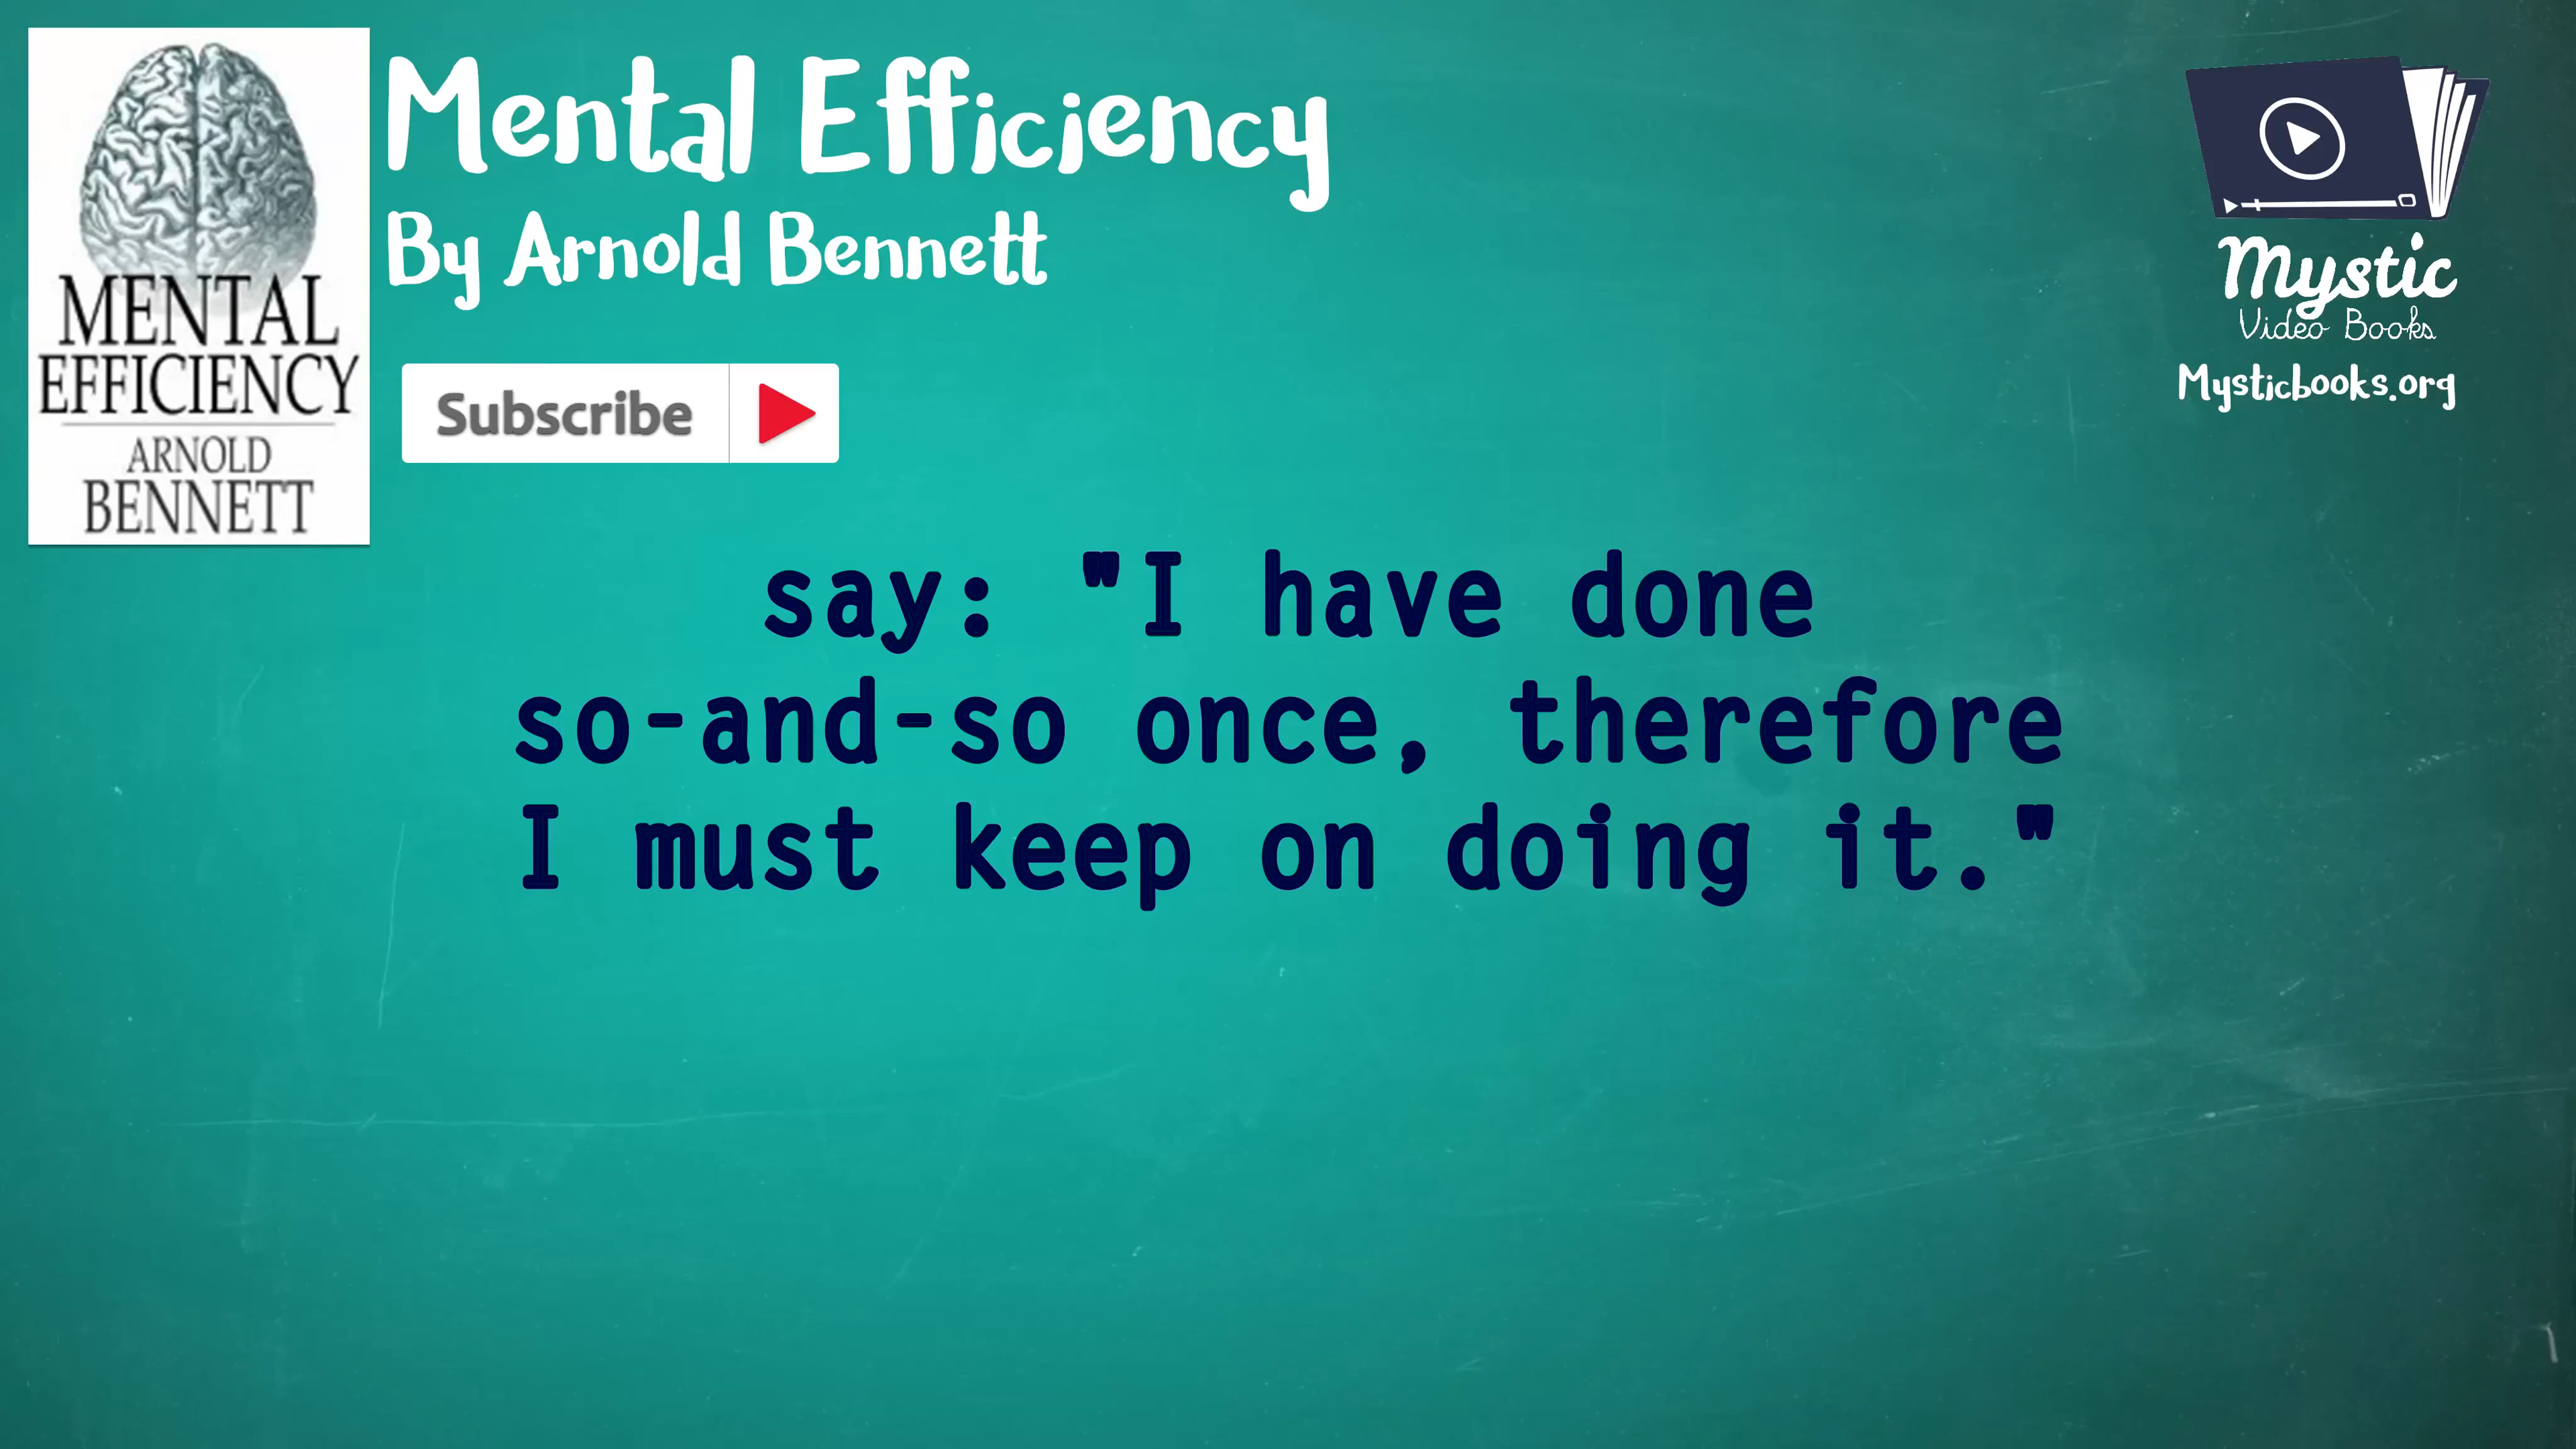 MENTAL
EFFICIENCY
ARNOLD
BENNETT
Mental Efficiency
By Arnold Bennett
Subscribe
Mystic
Video Books
Mysticbooks.org
say: "I have done
so-and-so once, therefore
I must keep on doing it."